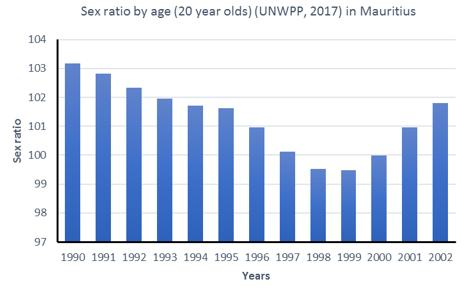 Sex ratio by age (20 year olds) (UNWPP, 2017) in Mauritius
104
103
102
101
100
99
98
97
Sex ratio
1990 1991 1992 1993 1994 1995 1996 1997 1998 1999 2000 2001 2002
Years